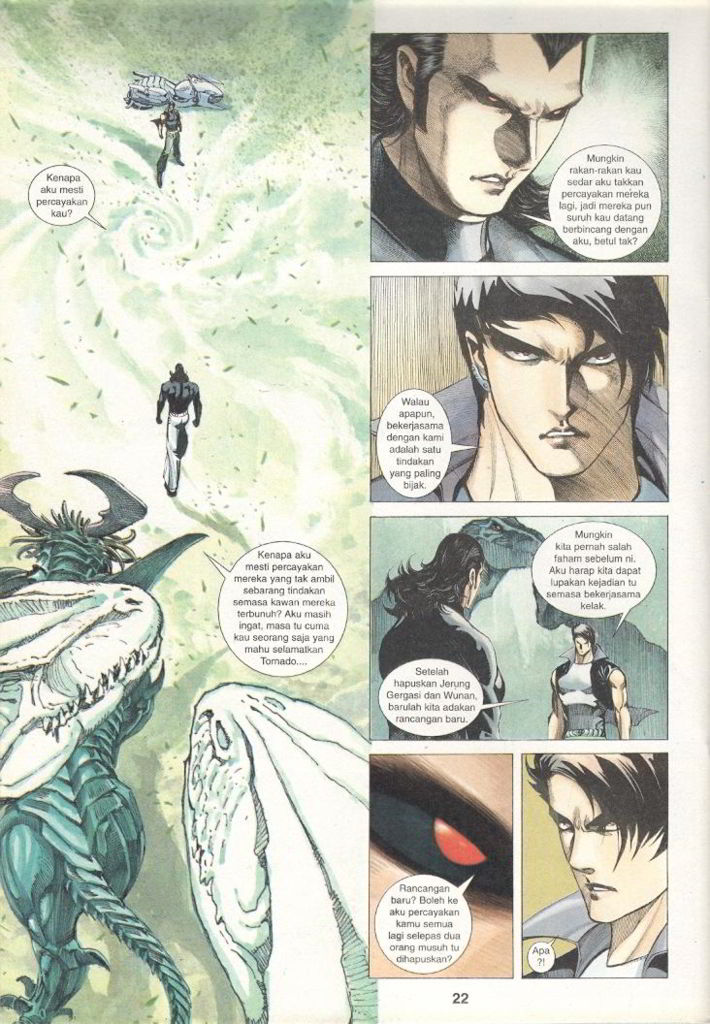 Kenapa
aku mesti
percayakan
kau?
Kenapa aku
mesti percayakan
mereka yang tak ambil
sebarang tindakan
semasa kawan mereka
terbunuh? Aku masih
ingat, masa tu cuma
kau seorang saja yang
mahu selamatkan
Tornado....
Mungkin
rakan-rakan kau
sedar aku takkan
percayakan mereka
lagi, jadi mereka pun
suruh kau datang
berbincang dengan
aku, betul tak?
Walau
apapun,
bekerjasama
dengan kami
adalah satu
tindakan
yang paling
bijak.
Mungkin
kita pernah salah
faham sebelum ni.
Aku harap kita dapat
lupakan kejadian tu
semasa bekerjasama
kelak.
Setelah
hapuskan Jerung
Gergasi dan Wunan,
barulah kita adakan
rancangan baru.
Rancangan
baru? Boleh ke
aku percayakan
kamu semua
lagi selepas dua
orang musuh tu
dihapuskan?
Apa
?!
22